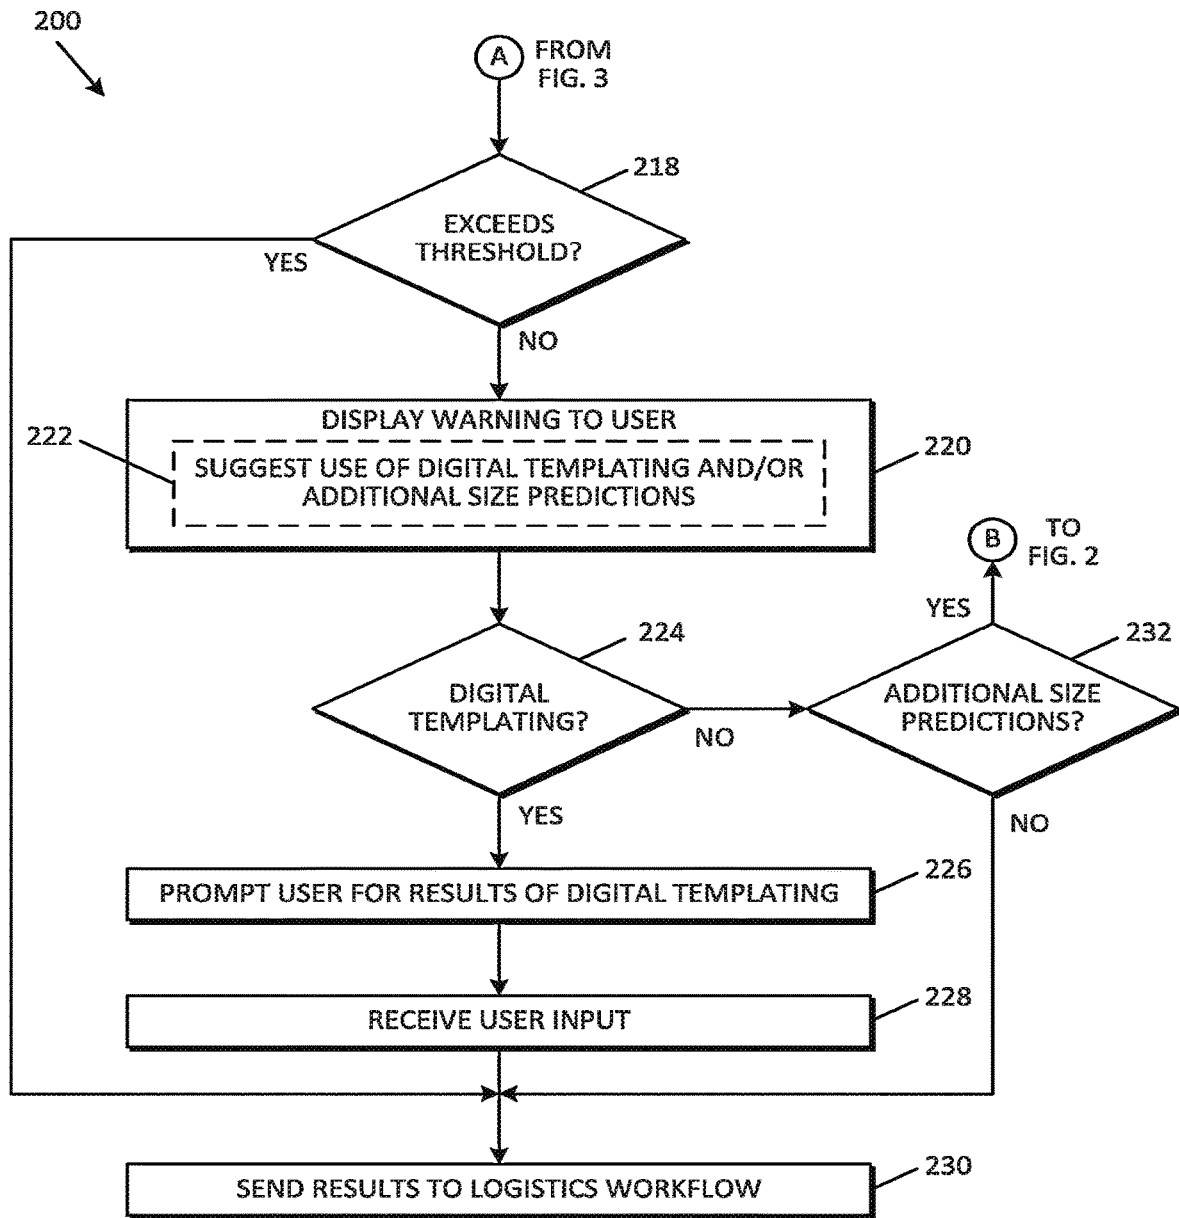 200
A
FROM
FIG. 3
218
EXCEEDS
THRESHOLD?
YES
NO
DISPLAY WARNING TO USER
222
SUGGEST USE OF DIGITAL TEMPLATING AND/OR
ADDITIONAL SIZE PREDICTIONS
220
B
TO
FIG. 2
YES
224
232
DIGITAL
TEMPLATING?
NO
ADDITIONAL SIZE
PREDICTIONS?
YES
NO
226
PROMPT USER FOR RESULTS OF DIGITAL TEMPLATING
228
RECEIVE USER INPUT
230
SEND RESULTS TO LOGISTICS WORKFLOW